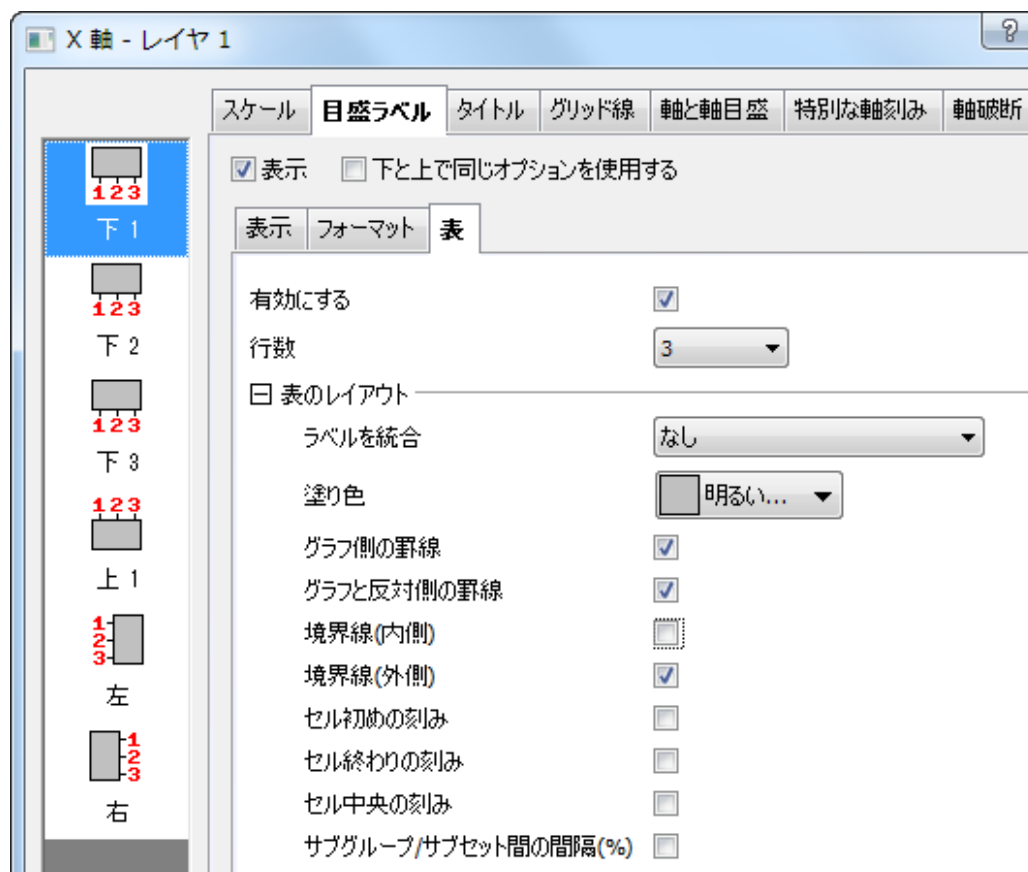 X 軸 - レイヤ 1
?
スケール 目盛ラベル タイトル グリッド線 軸と軸目盛 特別な軸刻み 軸破断
表示 下と上で同じオプションを使用する
表示 フォーマット 表
123
下 1
123
下 2
123
下 3
123
上 1
1
2
3
左
1
2
3
右
有効にする
行数 3
表のレイアウト
ラベルを統合 なし
塗り色 明るい...
グラフ側の罫線
グラフと反対側の罫線
境界線(内側)
境界線(外側)
セル初めの刻み
セル終わりの刻み
セル中央の刻み
サブグループ/サブセット間の間隔(%)